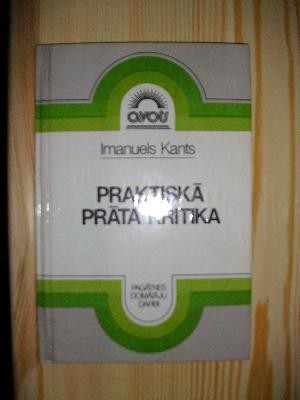 avots
Imanuels Kants
PRAKTISKĀ
PRĀTA KRITIKA
PAGĀTNES
DOMĀTĀJU
DARBI